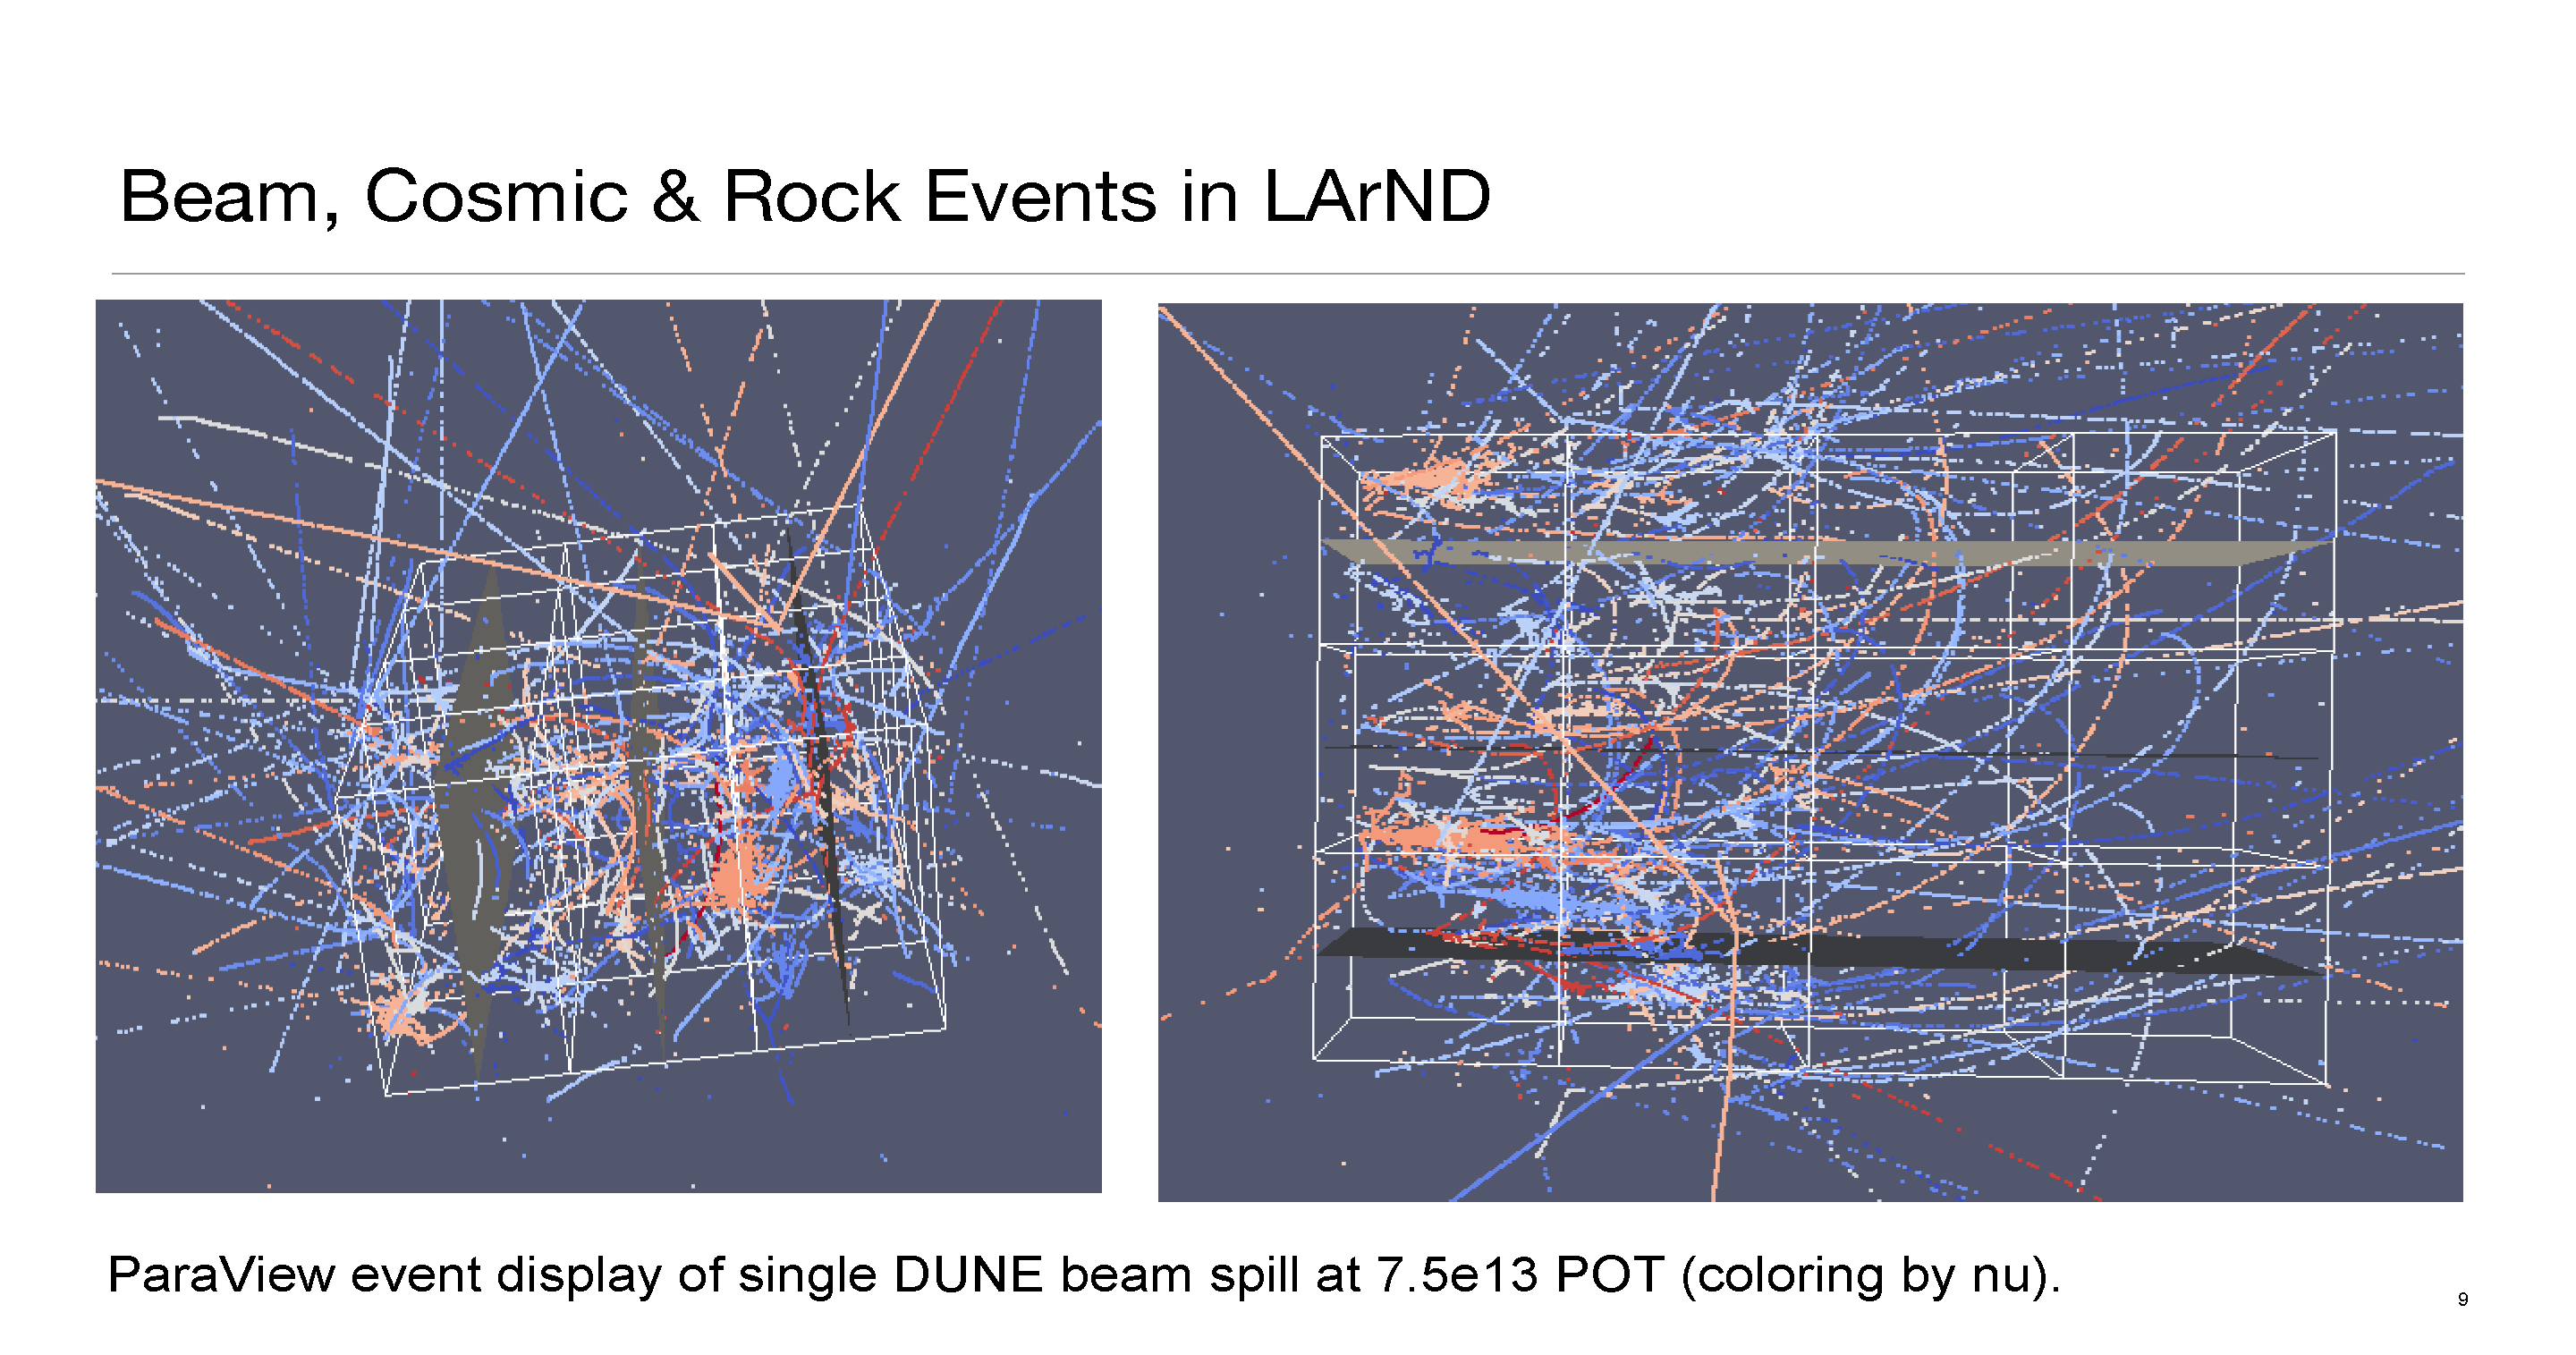 Beam, Cosmic & Rock Events in LArND
ParaView event display of single DUNE beam spill at 7.5e13 POT (coloring by nu).
9